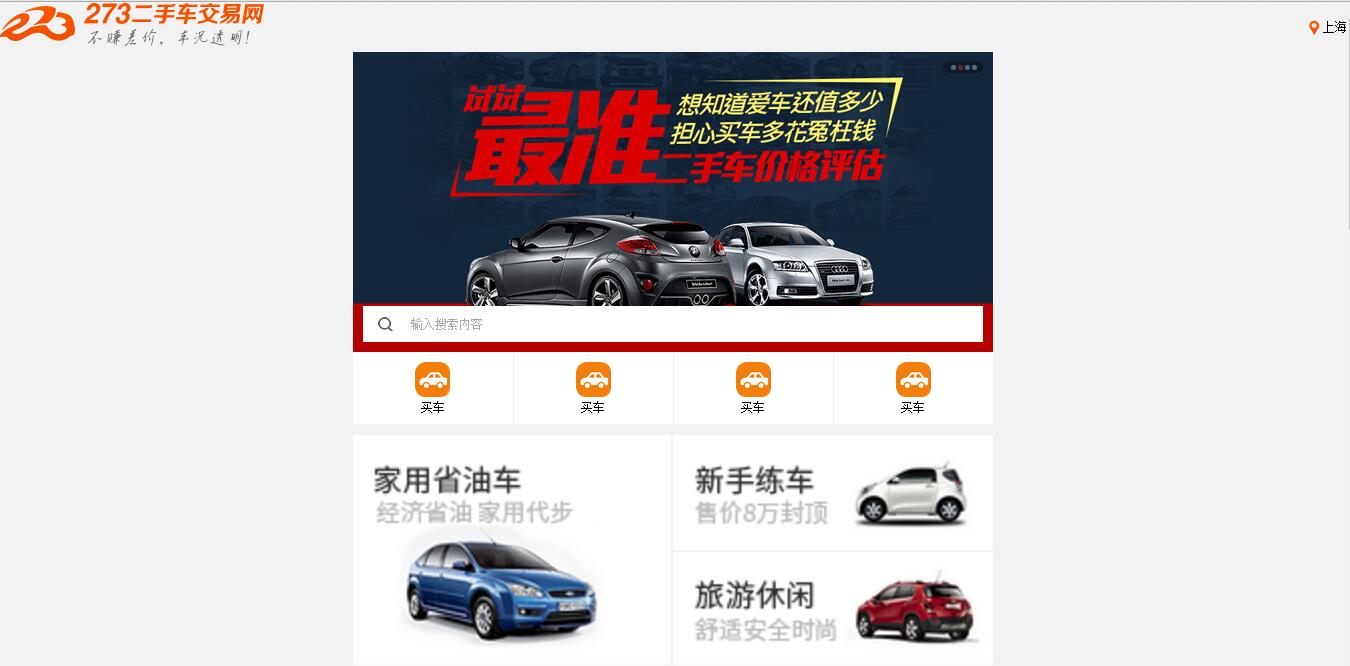 273二手车交易网
不赚差价，车况透明！
上海
试试
最准
想知道爱车还值多少
担心买车多花冤枉钱
二手车价格评估
输入搜索内容
买车
买车
买车
买车
家用省油车
经济省油 家用代步
新手练车
售价8万封顶
旅游休闲
舒适安全时尚